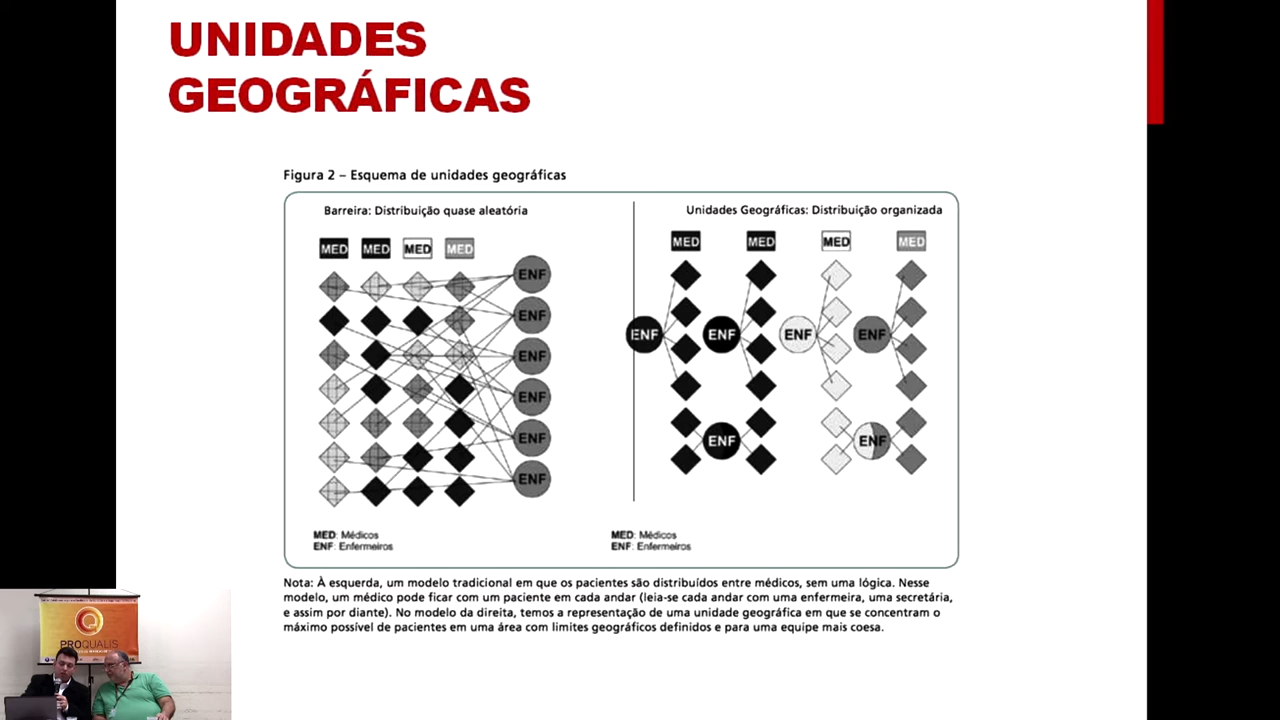 UNIDADES
GEOGRÁFICAS
Figura 2 – Esquema de unidades geográficas
Barreira: Distribuição quase aleatória
MED MED MED MED
ENF
ENF
ENF
ENF
ENF
ENF
MED: Médicos
ENF: Enfermeiros
Unidades Geográficas: Distribuição organizada
MED MED MED MED
ENF ENF ENF ENF
ENF ENF
MED: Médicos
ENF: Enfermeiros
Nota: À esquerda, um modelo tradicional em que os pacientes são distribuídos entre médicos, sem uma lógica. Nesse
modelo, um médico pode ficar com um paciente em cada andar (leia-se cada andar com uma enfermeira, uma secretária,
e assim por diante). No modelo da direita, temos a representação de uma unidade geográfica em que se concentram o
máximo possível de pacientes em uma área com limites geográficos definidos e para uma equipe mais coesa.
PROQUALIS